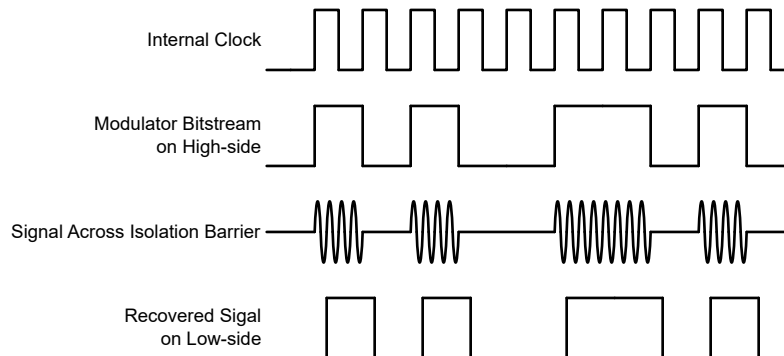 Internal Clock
Modulator Bitstream
on High-side
Signal Across Isolation Barrier
Recovered Sigal
on Low-side